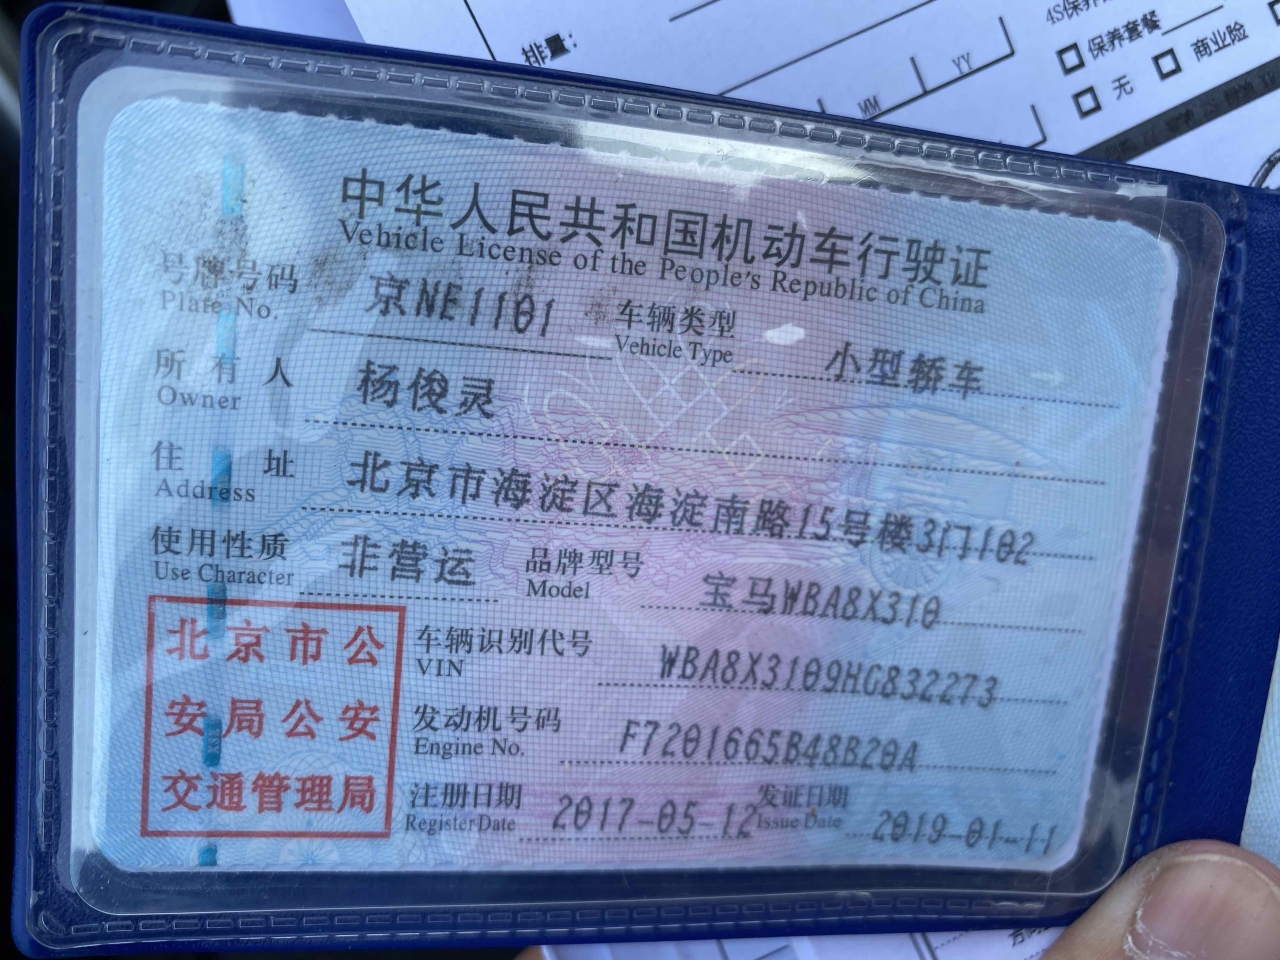 排量:
MM
YY
保养套餐
无
商业险
中华人民共和国机动车行驶证
Vehicle License of the People's Republic of China
号牌号码 京NE1101 车辆类型 小型轿车
Plate No. Vehicle Type
所有人 杨俊灵
Owner
住址 北京市海淀区海淀南路15号楼3门102
Address
使用性质 非营运 品牌型号 宝马WBA8X310
Use Character Model
北京市公
安局公安
交通管理局
车辆识别代号 WBA8X3109HG832273
VIN
发动机号码 F7201665B48B20A
Engine No.
注册日期 2017-05-12 发证日期 2019-01-11
Register Date Issue Date